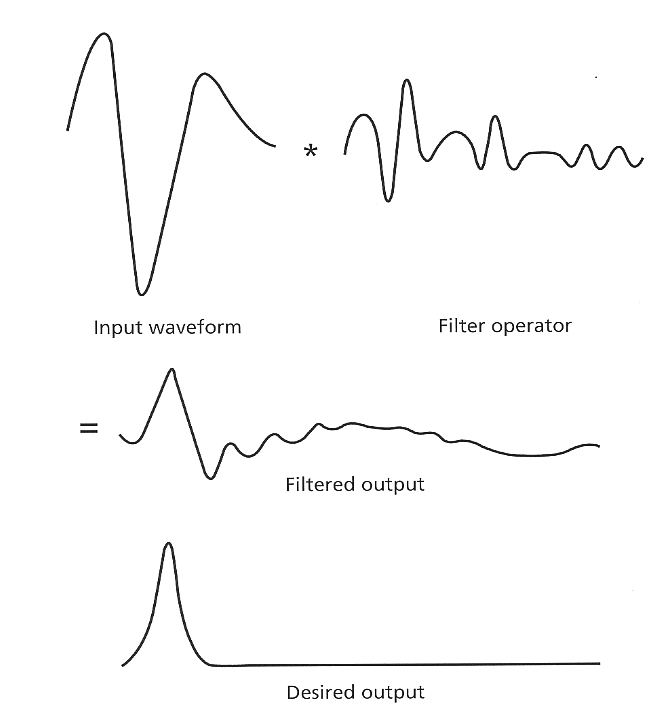 *
Input waveform
Filter operator
=
Filtered output
Desired output